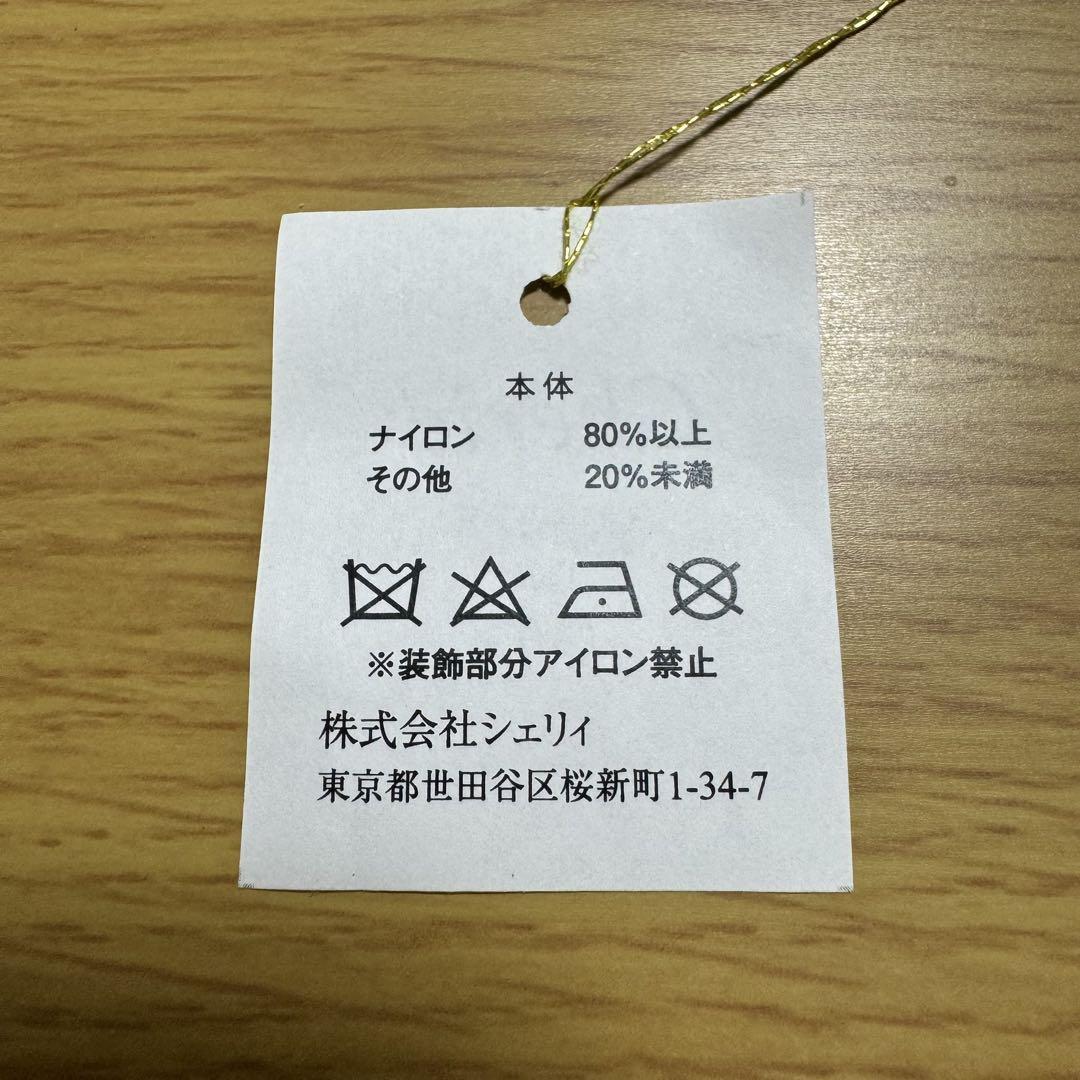 本体
ナイロン 80%以上
その他 20%未満
※装飾部分アイロン禁止
株式会社シェリィ
東京都世田谷区桜新町1-34-7